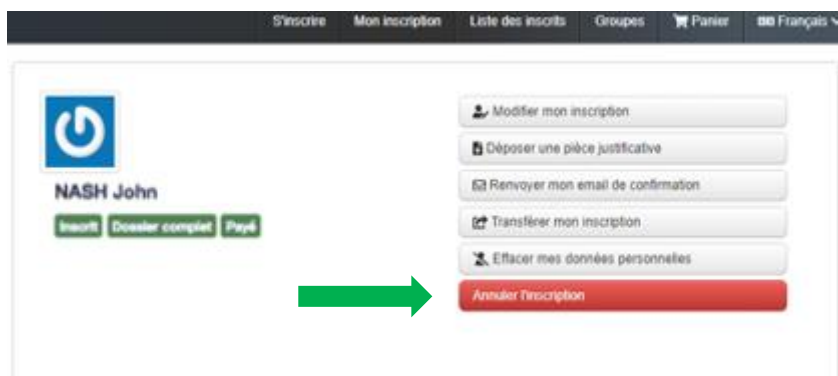 S'inscrire Mon inscription Liste des inscrits Groupes Panier Français
Modifier mon inscription
Déposer une pièce justificative
Renvoyer mon email de confirmation
NASH John
Inscrit Dossier complet Payé
Transférer mon inscription
Effacer mes données personnelles
Annuler l'inscription